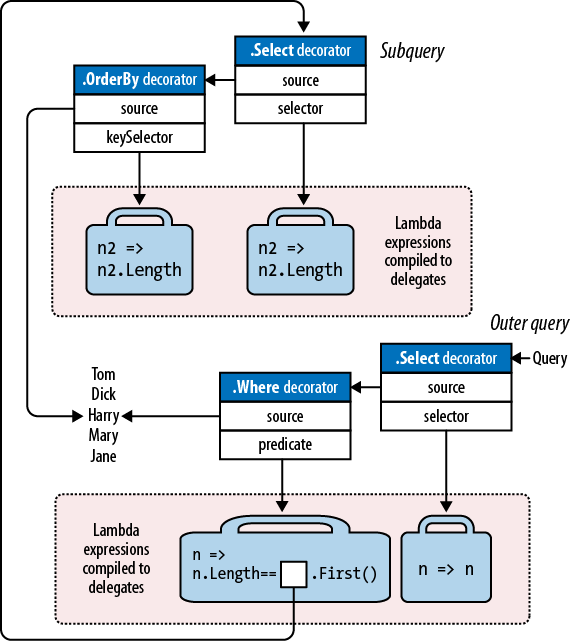 .Select decorator
Subquery
source
selector
.OrderBy decorator
source
keySelector
n2 =>
n2.Length
n2 =>
n2.Length
Lambda
expressions
compiled to
delegates
Outer query
.Select decorator
Query
source
selector
.Where decorator
source
predicate
Tom
Dick
Harry
Mary
Jane
Lambda
expressions
compiled to
delegates
n =>
n.Length== .First()
n => n